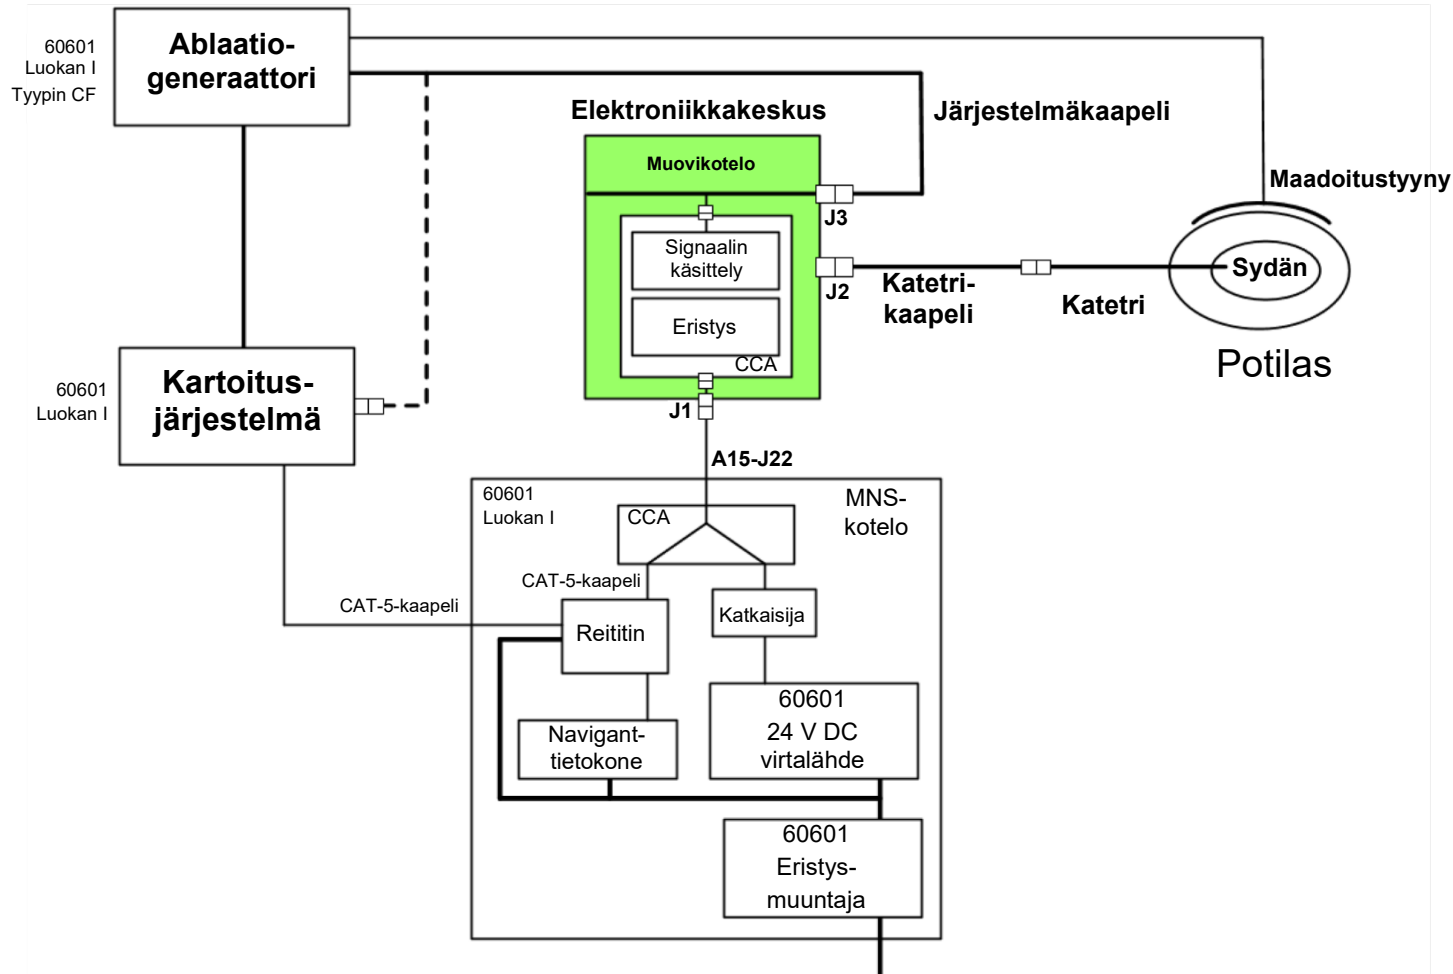 60601
Luokan I
Tyypin CF
Ablaatio-
generaattori
Elektroniikkakeskus
Järjestelmäkaapeli
Muovikotelo
Maadoitustyyny
J3
Signaalin
käsittely
Eristys
CCA
J2
Katetri-
kaapeli
Katetri
Sydän
Potilas
60601
Luokan I
Kartoitus-
järjestelmä
J1
A15-J22
60601
Luokan I
CCA
MNS-
kotelo
CAT-5-kaapeli
CAT-5-kaapeli
Reititin
Katkaisija
Navigant-
tietokone
60601
24 V DC
virtalähde
60601
Eristys-
muuntaja